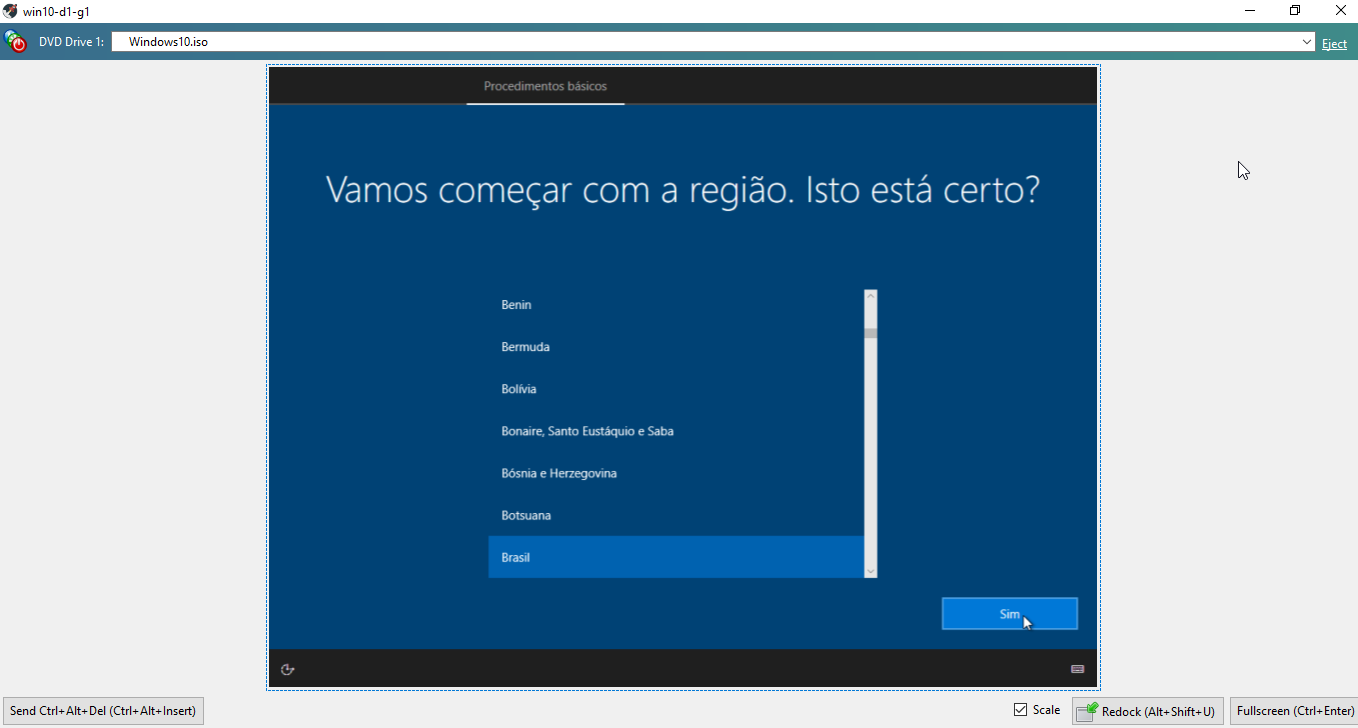 win10-d1-g1
DVD Drive 1: Windows10.iso Eject
Procedimentos básicos
Vamos começar com a região. Isto está certo?
Benin
Bermuda
Bolívia
Bonaire, Santo Eustáquio e Saba
Bósnia e Herzegovina
Botsuana
Brasil
Sim
Send Ctrl+Alt+Del (Ctrl+Alt+Insert) Scale Redock (Alt+Shift+U) Fullscreen (Ctrl+Enter)